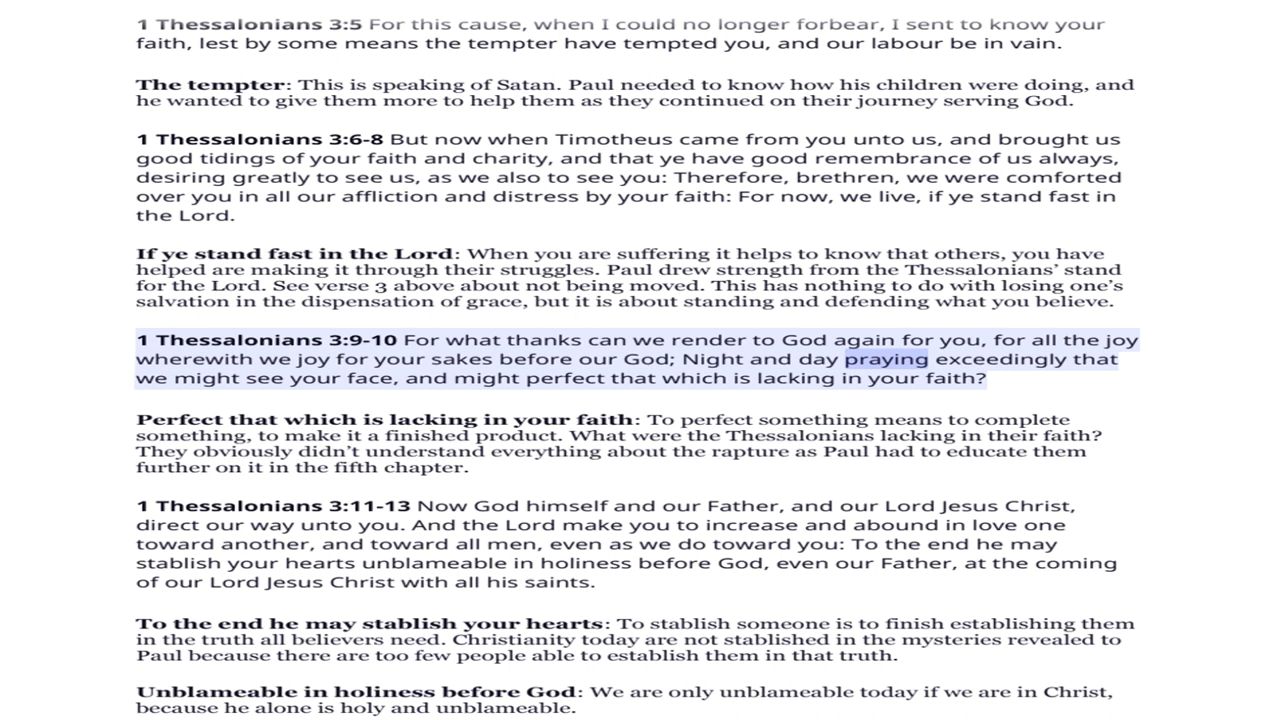 1 Thessalonians 3:5 For this cause, when I could no longer forbear, I sent to know your
faith, lest by some means the tempter have tempted you, and our labour be in vain.
The tempter: This is speaking of Satan. Paul needed to know how his children were doing, and
he wanted to give them more to help them as they continued on their journey serving God.
1 Thessalonians 3:6-8 But now when Timotheus came from you unto us, and brought us
good tidings of your faith and charity, and that ye have good remembrance of us always,
desiring greatly to see us, as we also to see you: Therefore, brethren, we were comforted
over you in all our affliction and distress by your faith: For now, we live, if ye stand fast in
the Lord.
If ye stand fast in the Lord: When you are suffering it helps to know that others, you have
helped are making it through their struggles. Paul drew strength from the Thessalonians’ stand
for the Lord. See verse 3 above about not being moved. This has nothing to do with losing one’s
salvation in the dispensation of grace, but it is about standing and defending what you believe.
1 Thessalonians 3:9-10 For what thanks can we render to God again for you, for all the joy
wherewith we joy for your sakes before our God; Night and day praying exceedingly that
we might see your face, and might perfect that which is lacking in your faith?
Perfect that which is lacking in your faith: To perfect something means to complete
something, to make it a finished product. What were the Thessalonians lacking in their faith?
They obviously didn’t understand everything about the rapture as Paul had to educate them
further on it in the fifth chapter.
1 Thessalonians 3:11-13 Now God himself and our Father, and our Lord Jesus Christ,
direct our way unto you. And the Lord make you to increase and abound in love one
toward another, and toward all men, even as we do toward you: To the end he may
stablish your hearts unblameable in holiness before God, even our Father, at the coming
of our Lord Jesus Christ with all his saints.
To the end he may stablish your hearts: To stablish someone is to finish establishing them
in the truth all believers need. Christianity today are not stablished in the mysteries revealed to
Paul because there are too few people able to establish them in that truth.
Unblameable in holiness before God: We are only unblameable today if we are in Christ,
because he alone is holy and unblameable.